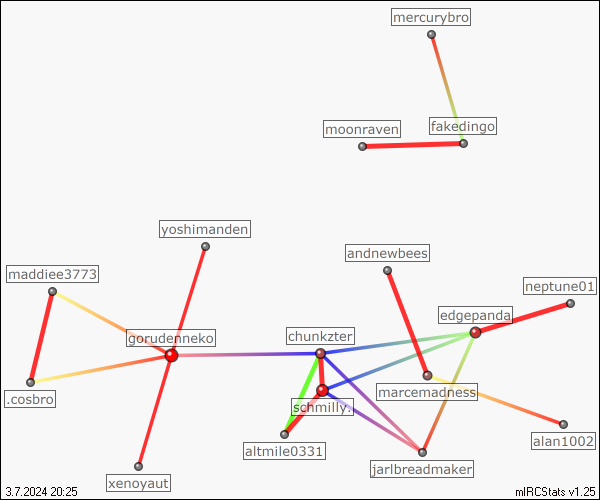 mercurybro
moonraven
fakedingo
yoshimanden
andnewbees
maddiee3773
neptune01
edgepanda
gorudenneko
chunkzter
marcemadness
.cosbro
schmilly.
alan1002
altmile0331
jarlbreadmaker
xenoyaut
3.7.2024 20:25
mIRCStats v1.25